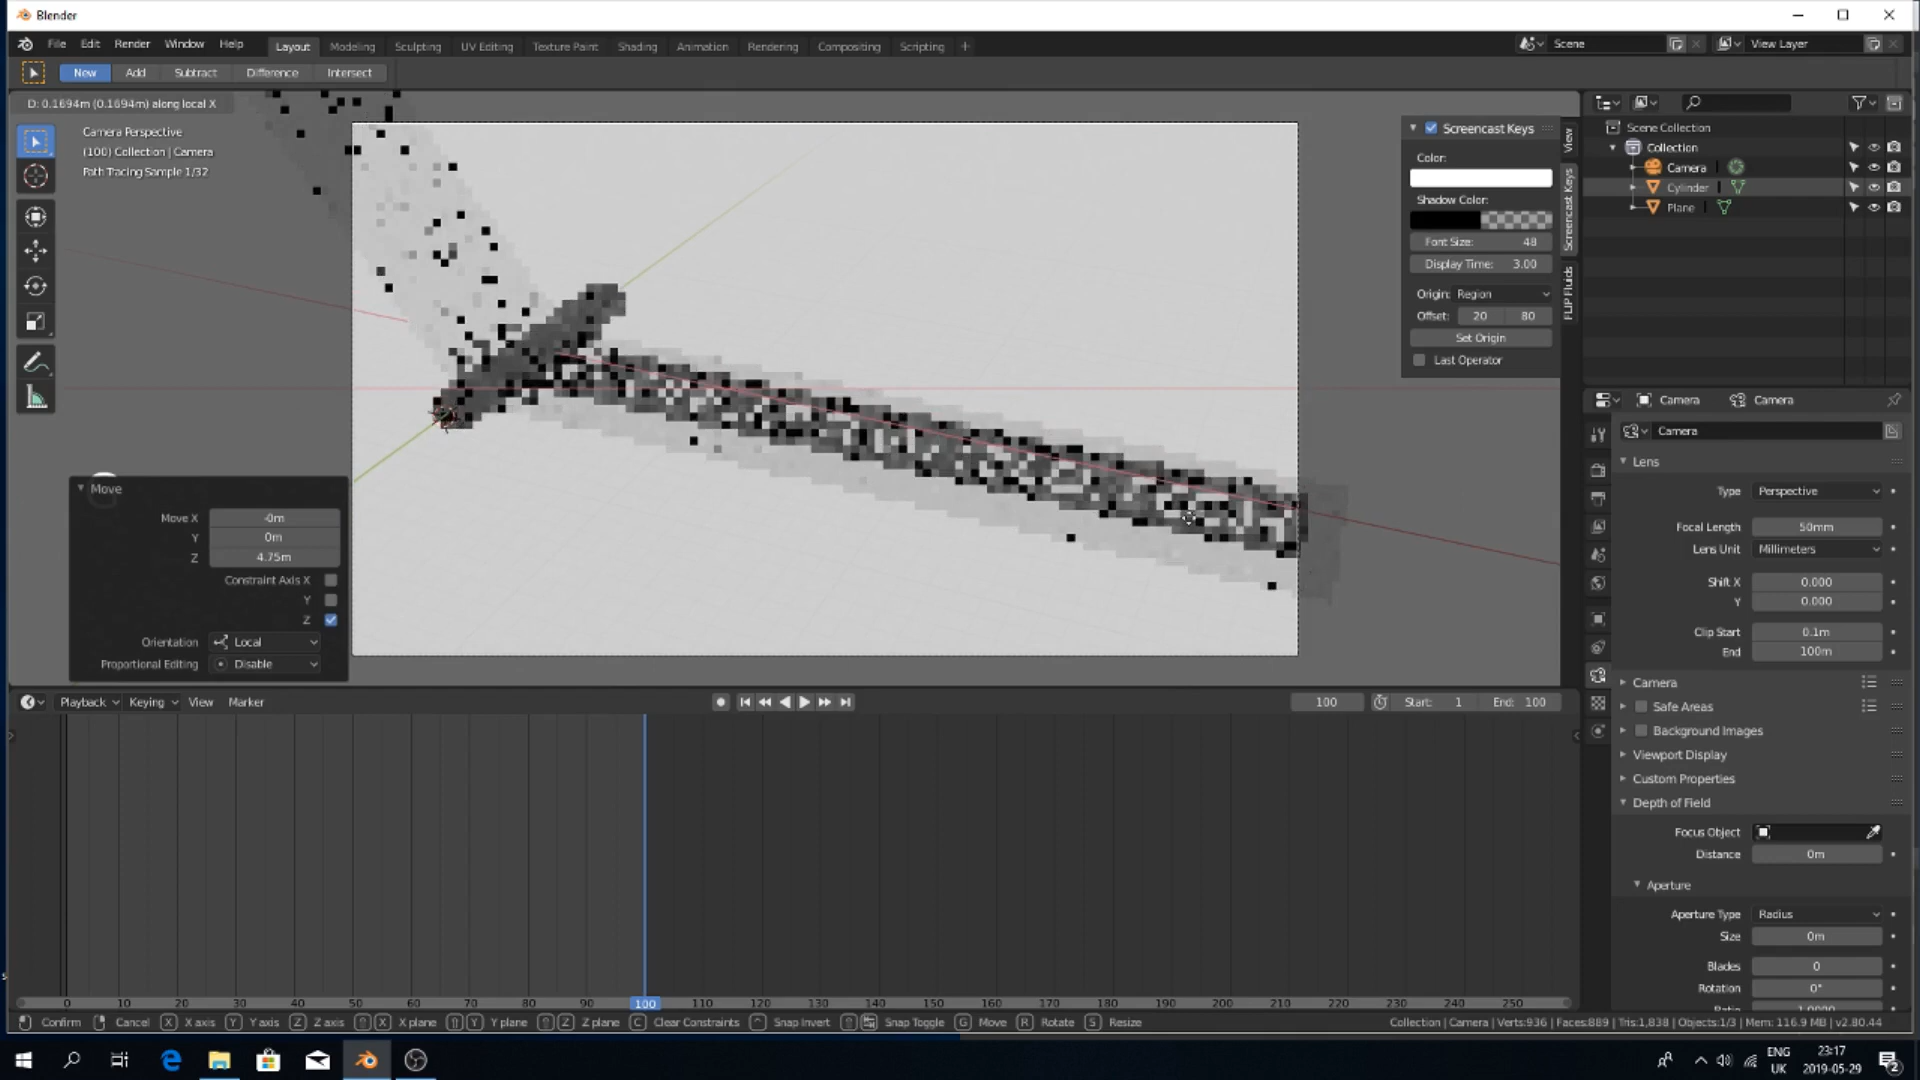 Blender
File Edit Render Window Help
Layout Modeling Sculpting UV Editing Texture Paint Shading Animation Rendering Compositing Scripting +
Scene
View Layer
New Add Subtract Difference Intersect
D: 0.1694m (0.1694m) along local X
Camera Perspective
(100) Collection | Camera
Path Tracing Sample 1/32
Screencast Keys
Color:
Shadow Color:
Font Size: 48
Display Time: 3.00
Origin: Region
Offset: 20 80
Set Origin
Last Operator
View
Screencast Keys
FLIP Fluids
Scene Collection
Collection
Camera
Cylinder
Plane
Move
Move X -0m
Y 0m
Z 4.75m
Constraint Axis X
Y
Z
Orientation Local
Proportional Editing Disable
Camera Camera
Camera
Lens
Type Perspective
Focal Length 50mm
Lens Unit Millimeters
Shift X 0.000
Y 0.000
Clip Start 0.1m
End 100m
Camera
Safe Areas
Background Images
Viewport Display
Custom Properties
Depth of Field
Focus Object
Distance 0m
Aperture
Aperture Type Radius
Size 0m
Blades 0
Rotation 0°
Playback Keying View Marker
100 Start: 1 End: 100
0 10 20 30 40 50 60 70 80 90 100 110 120 130 140 150 160 170 180 190 200 210 220 230 240 250
Confirm Cancel X X axis Y Y axis Z Z axis X X plane Y Y plane Z Z plane C Clear Constraints Snap Invert Snap Toggle G Move R Rotate S Resize
Collection | Camera | Verts:936 | Faces:889 | Tris:1,838 | Objects:1/3 | Mem: 116.9 MB | v2.80.44
ENG
UK
23:17
2019-05-29
2